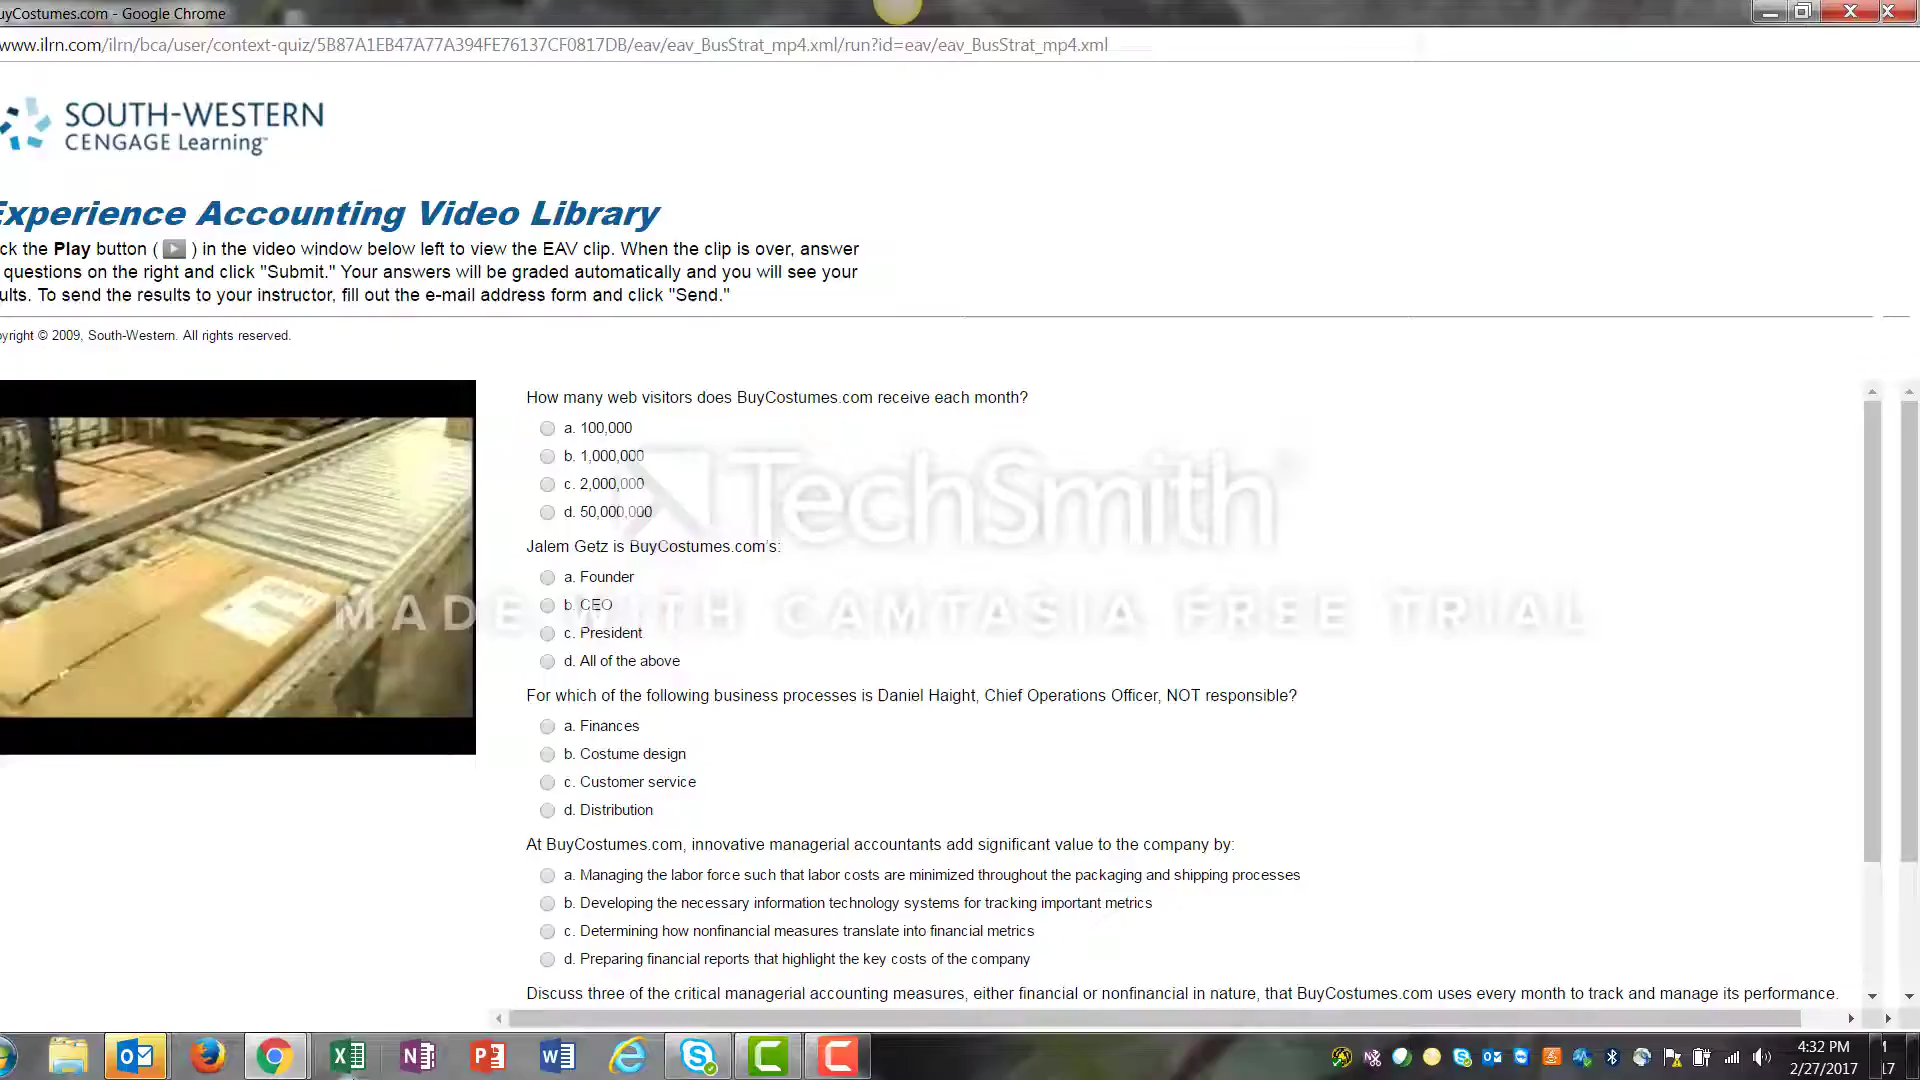 uyCostumes.com - Google Chrome
www.ilrn.com/ilrn/bca/user/context-quiz/5B87A1EB47A77A394FE76137CF0817DB/eav/eav_BusStrat_mp4.xml/run?id=eav/eav_BusStrat_mp4.xml
SOUTH-WESTERN
CENGAGE Learning™
Experience Accounting Video Library
ck the Play button ( ) in the video window below left to view the EAV clip. When the clip is over, answer
questions on the right and click "Submit." Your answers will be graded automatically and you will see your
ults. To send the results to your instructor, fill out the e-mail address form and click "Send."
yright © 2009, South-Western. All rights reserved.
How many web visitors does BuyCostumes.com receive each month?
a. 100,000
b. 1,000,000
c. 2,000,000
d. 50,000,000
TechSmith®
Jalem Getz is BuyCostumes.com's:
a. Founder
b. CEO
MADE WITH CAMTASIA FREE TRIAL
c. President
d. All of the above
For which of the following business processes is Daniel Haight, Chief Operations Officer, NOT responsible?
a. Finances
b. Costume design
c. Customer service
d. Distribution
At BuyCostumes.com, innovative managerial accountants add significant value to the company by:
a. Managing the labor force such that labor costs are minimized throughout the packaging and shipping processes
b. Developing the necessary information technology systems for tracking important metrics
c. Determining how nonfinancial measures translate into financial metrics
d. Preparing financial reports that highlight the key costs of the company
Discuss three of the critical managerial accounting measures, either financial or nonfinancial in nature, that BuyCostumes.com uses every month to track and manage its performance.
4:32 PM
2/27/2017
17